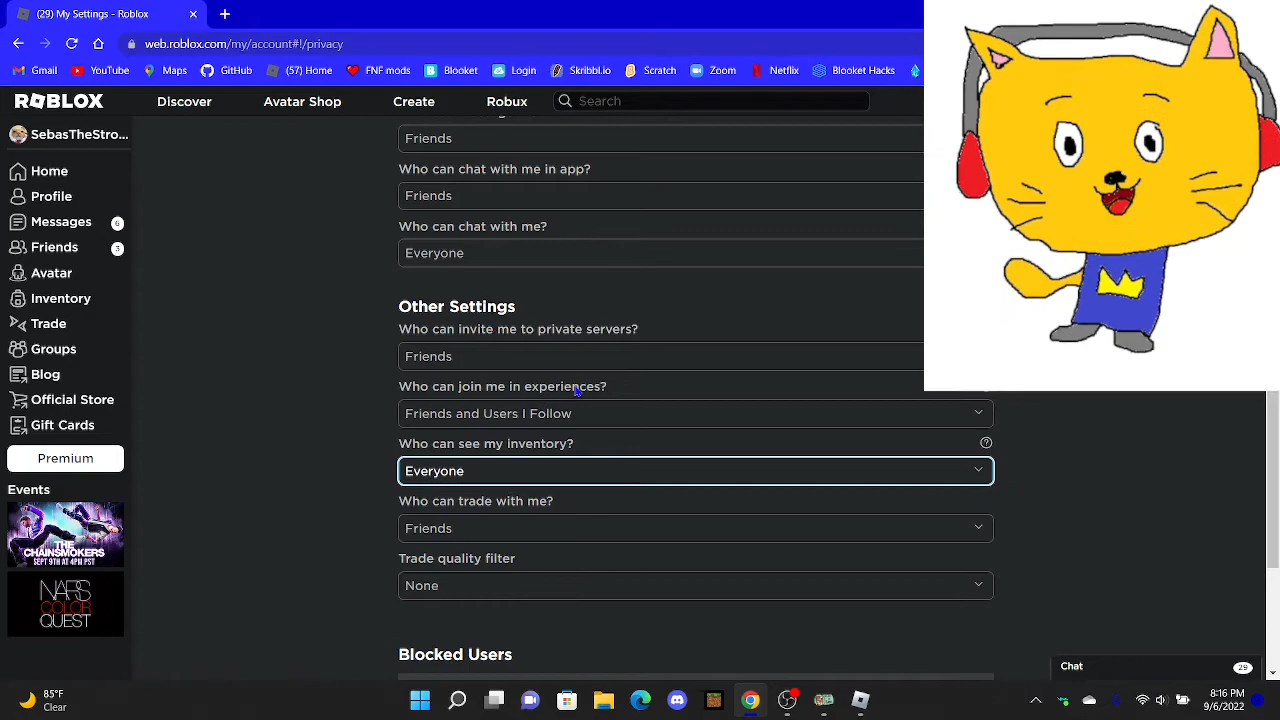 (29) My Settings - Roblox
web.roblox.com/my/account#!/privacy
Gmail YouTube Maps GitHub Home FNF mods Blooket Login Skribbl.io Scratch Zoom Netflix Blooket Hacks
ROBLOX Discover Avatar Shop Create Robux Search
SebasTheStro...
Home
Profile
Messages 6
Friends 3
Avatar
Inventory
Trade
Groups
Blog
Official Store
Gift Cards
Premium
Events
THE CHAINSMOKERS
SEPT 9TH AT 4PM PST
NARS
COLOR
QUEST
Friends
Who can chat with me in app?
Friends
Who can chat with me?
Everyone
Other Settings
Who can invite me to private servers?
Friends
Who can join me in experiences?
Friends and Users I Follow
Who can see my inventory?
Everyone
Who can trade with me?
Friends
Trade quality filter
None
Blocked Users
Chat 29
85°F
Clear
8:16 PM
9/6/2022